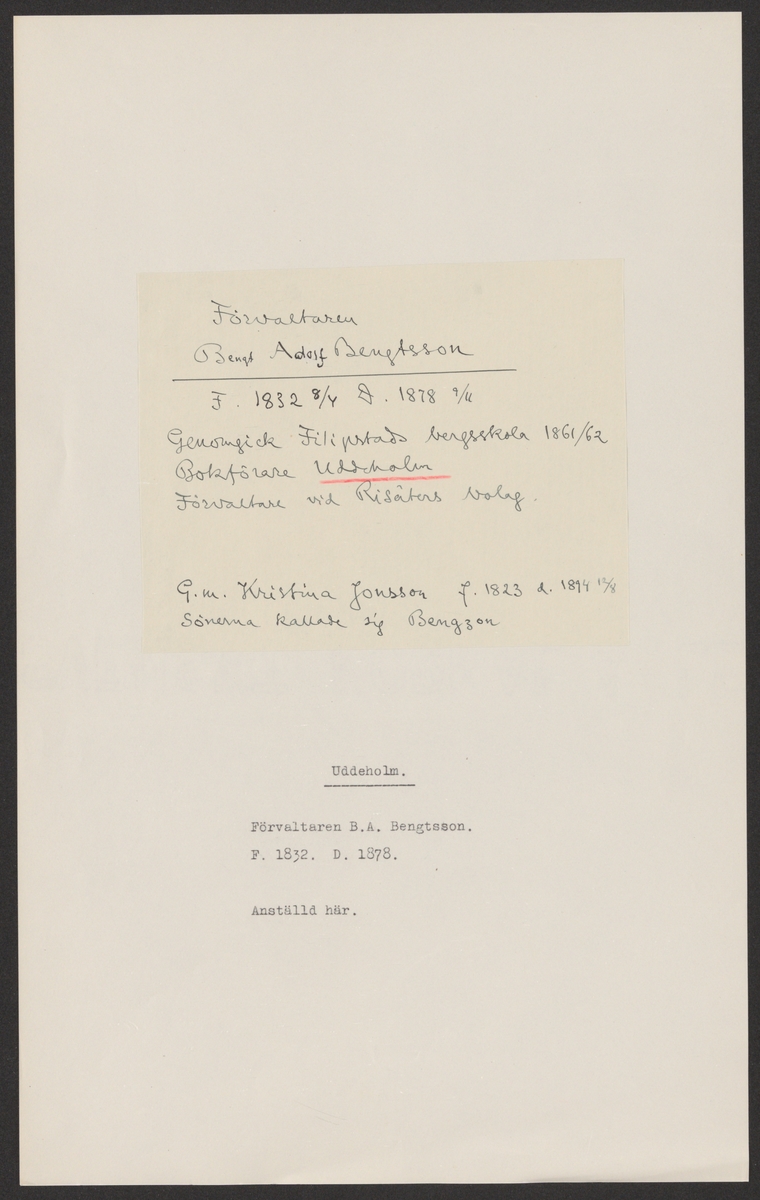 Förvaltaren
Bengt Adolf Bengtsson
F. 1832 8/4 D. 1878 9/11
Genomgick Filipstads bergsskola 1861/62
Bokförare Uddeholm
Förvaltare vid Risäters bolag.
G.m. Kristina Jonsson f. 1823 d. 1894 12/8
Sönerna kallade sig Bengzon
Uddeholm.
Förvaltaren B.A. Bengtsson.
F. 1832. D. 1878.
Anställd här.